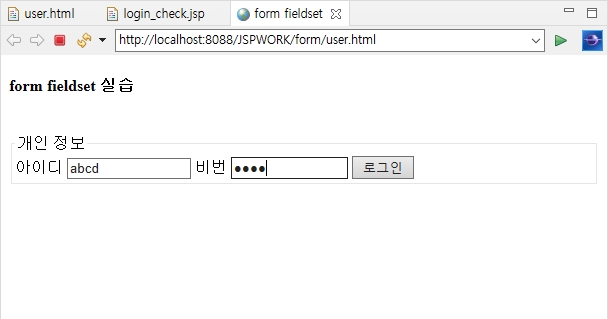 user.html login_check.jsp form fieldset
http://localhost:8088/JSPWORK/form/user.html
form fieldset 실습
개인 정보
아이디 abcd 비번 ●●●● 로그인